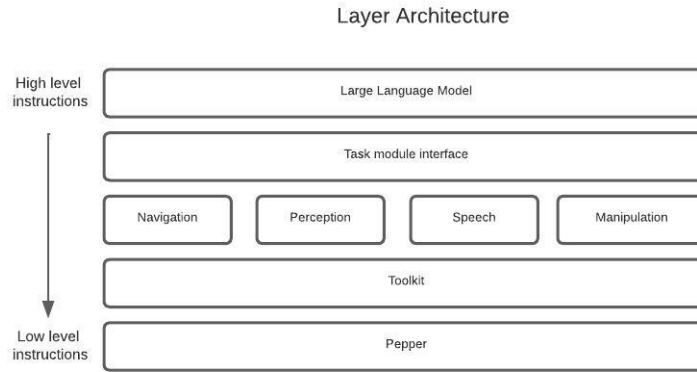 Layer Architecture
High level
instructions
Large Language Model
Task module interface
Navigation
Perception
Speech
Manipulation
Toolkit
Low level
instructions
Pepper